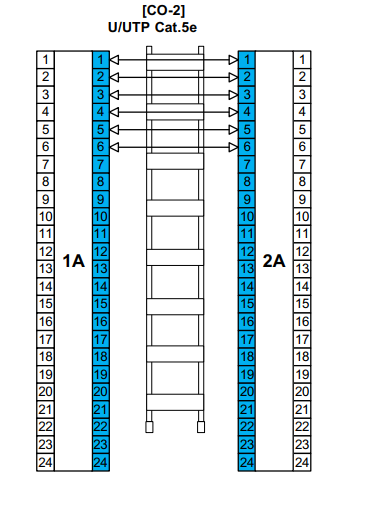 [CO-2]
U/UTP Cat.5e
1 1 1 1
2 2 2 2
3 3 3 3
4 4 4 4
5 5 5 5
6 6 6 6
7 7 7 7
8 8 8 8
9 9 9 9
10 10 10 10
11 11 11 11
12 12 12 12
1A 2A
13 13 13 13
14 14 14 14
15 15 15 15
16 16 16 16
17 17 17 17
18 18 18 18
19 19 19 19
20 20 20 20
21 21 21 21
22 22 22 22
23 23 23 23
24 24 24 24